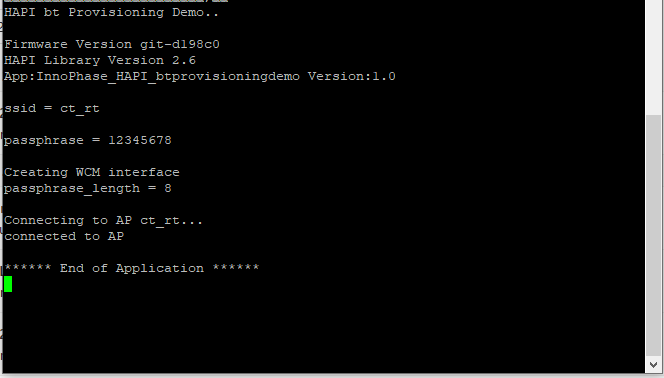 HAPI bt Provisioning Demo..
Firmware Version git-d198c0
HAPI Library Version 2.6
App:InnoPhase_HAPI_btprovisioningdemo Version:1.0
ssid = ct_rt
passphrase = 12345678
Creating WCM interface
passphrase_length = 8
Connecting to AP ct_rt...
connected to AP
****** End of Application ******